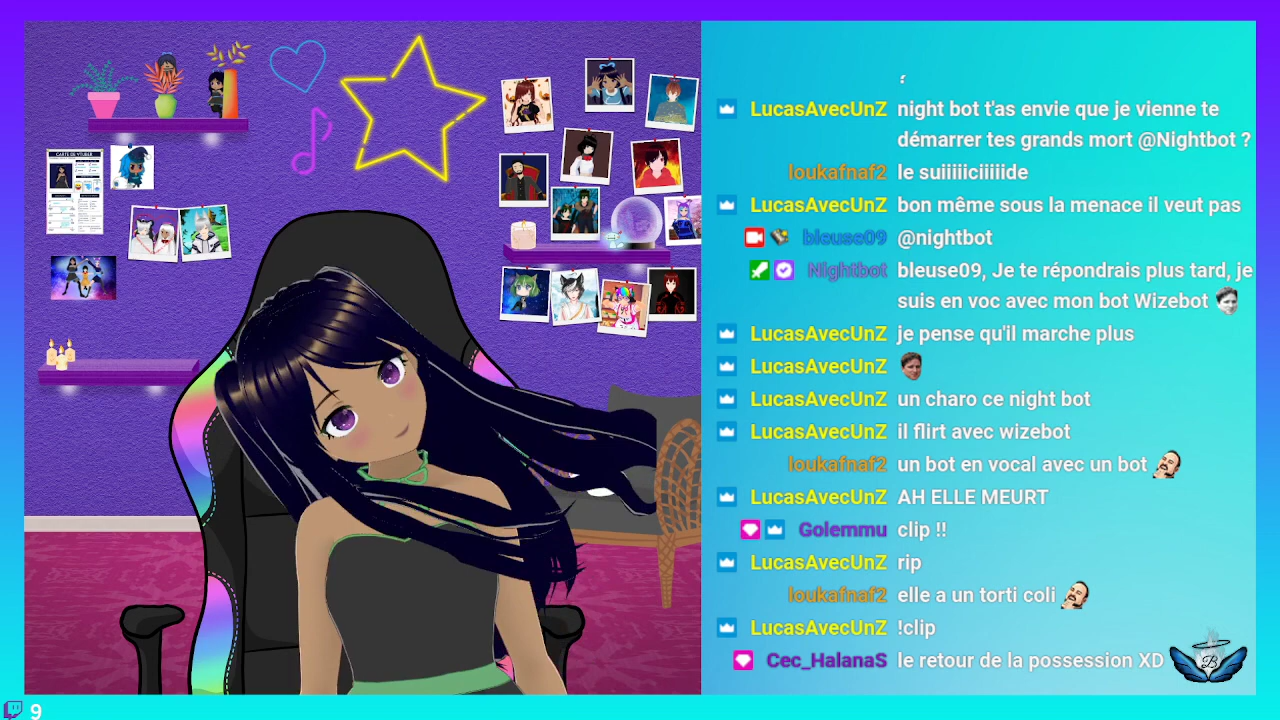 LucasAvecUnZ night bot t'as envie que je vienne te
démarrer tes grands mort @Nightbot ?
loukafnaf2 le suiiiiciiiiide
LucasAvecUnZ bon même sous la menace il veut pas
bleuse09 @nightbot
Nightbot bleuse09, Je te répondrais plus tard, je
suis en voc avec mon bot Wizebot
LucasAvecUnZ je pense qu'il marche plus
LucasAvecUnZ
LucasAvecUnZ un charo ce night bot
LucasAvecUnZ il flirt avec wizebot
loukafnaf2 un bot en vocal avec un bot
LucasAvecUnZ AH ELLE MEURT
Golemmu clip !!
LucasAvecUnZ rip
loukafnaf2 elle a un torti coli
LucasAvecUnZ !clip
Cec_HalanaS le retour de la possession XD
B
9